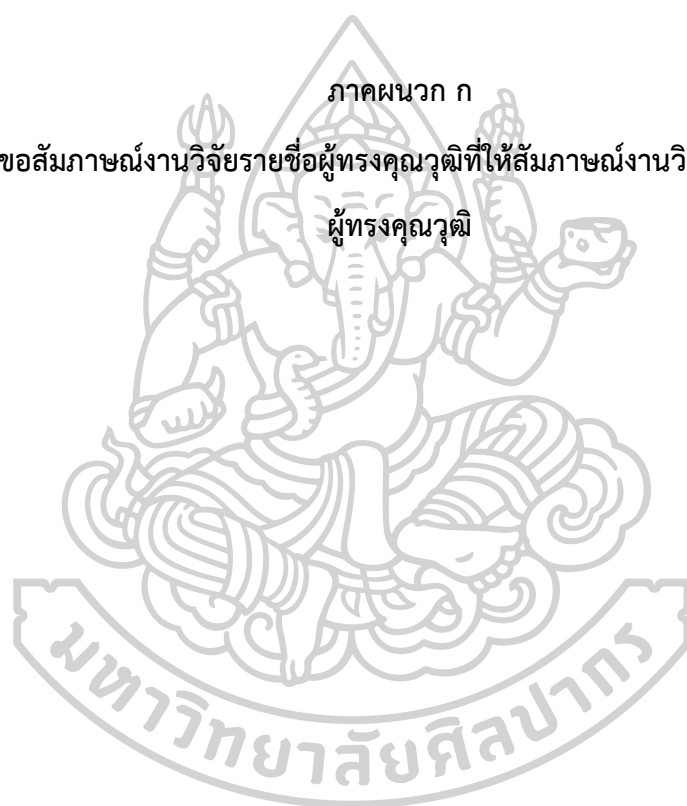 ภาคผนวก ก
ขอสัมภาษณ์งานวิจัยรายชื่อผู้ทรงคุณวุฒิที่ให้สัมภาษณ์งานวิ
ผู้ทรงคุณวุฒิ
มหาวิทยาลัยศิลปากร